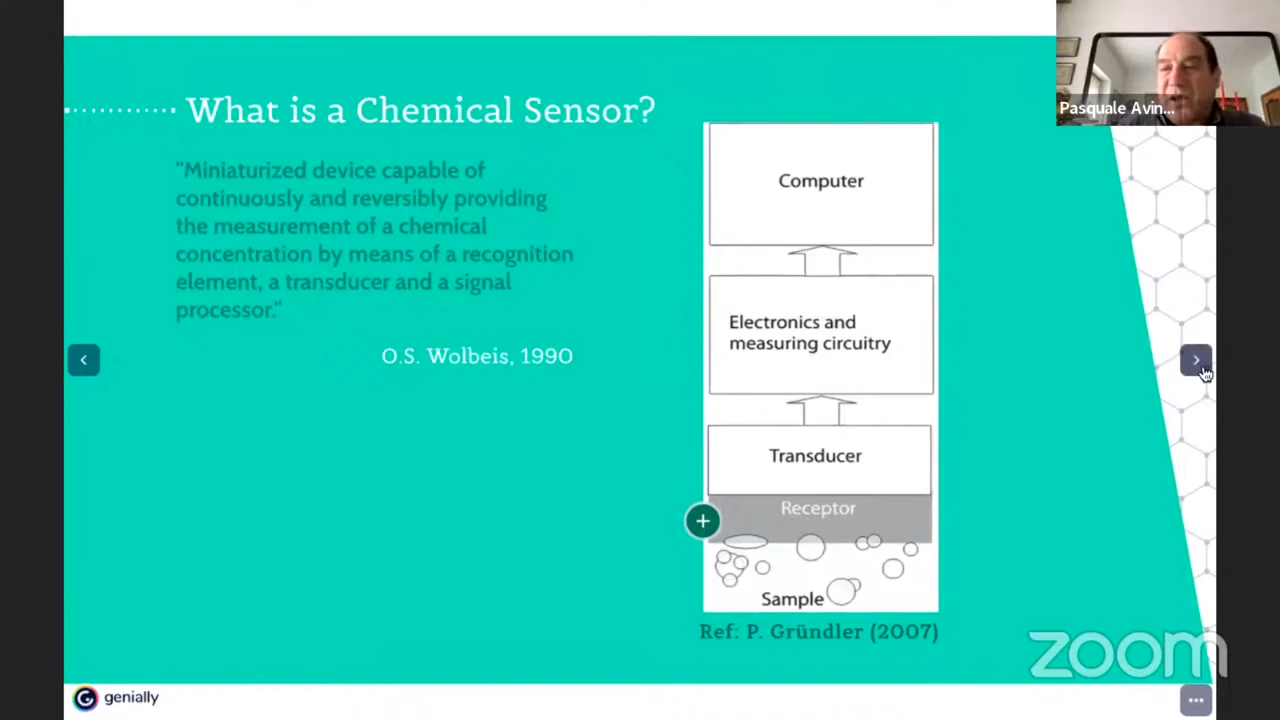 What is a Chemical Sensor?
"Miniaturized device capable of
continuously and reversibly providing
the measurement of a chemical
concentration by means of a recognition
element, a transducer and a signal
processor."
O.S. Wolbeis, 1990
Computer
Electronics and
measuring circuitry
Transducer
Receptor
Sample
Ref: P. Gründler (2007)
Pasquale Avin...
zoom
genially